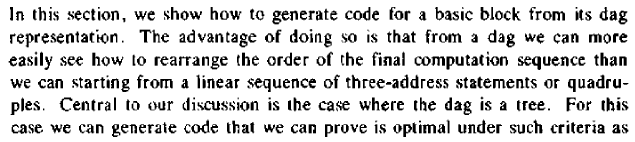 In this section, we show how to generate code for a basic block from its dag
representation. The advantage of doing so is that from a dag we can more
easily see how to rearrange the order of the final computation sequence than
we can starting from a linear sequence of three-address statements or quadru-
ples. Central to our discussion is the case where the dag is a tree. For this
case we can generate code that we can prove is optimal under such criteria as